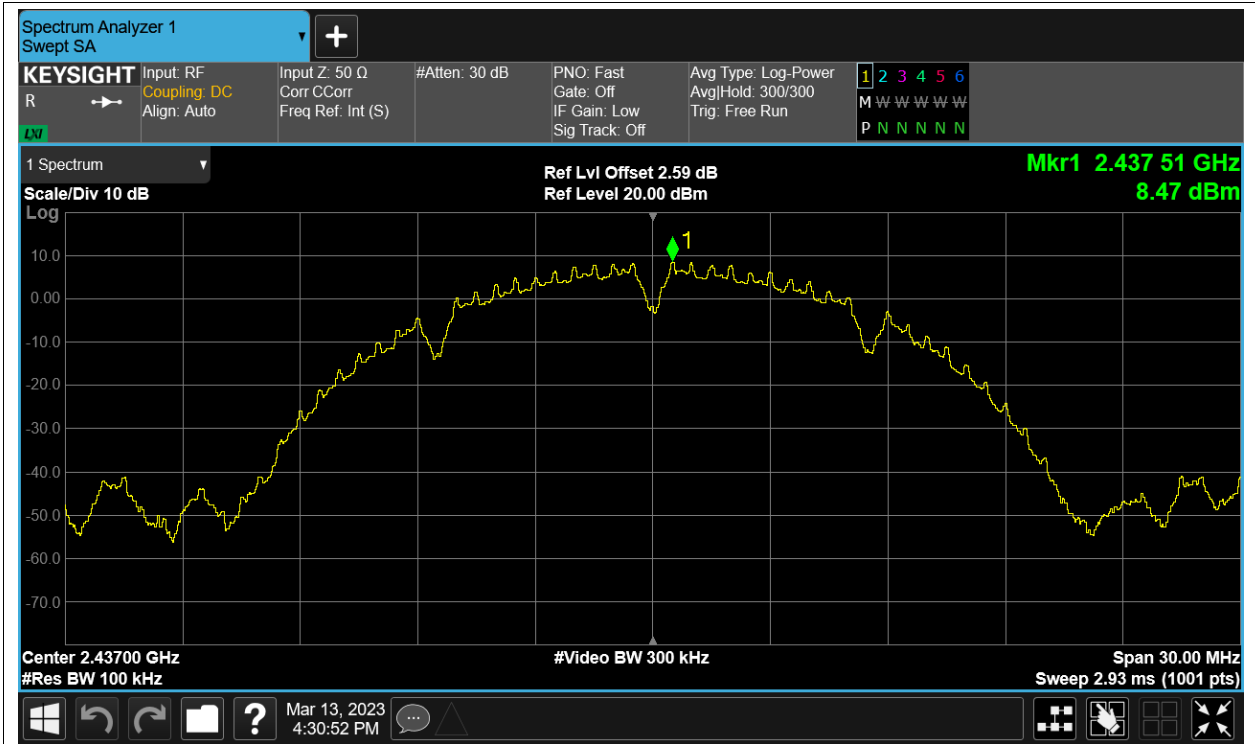 Spectrum Analyzer 1
Swept SA
+
KEYSIGHT
R
LXI
Input: RF
Coupling: DC
Align: Auto
Input Z: 50 Ω
Corr CCorr
Freq Ref: Int (S)
#Atten: 30 dB
PNO: Fast
Gate: Off
IF Gain: Low
Sig Track: Off
Avg Type: Log-Power
Avg|Hold: 300/300
Trig: Free Run
1 2 3 4 5 6
M W W W W W
P N N N N N
1 Spectrum
Scale/Div 10 dB
Log
Ref Lvl Offset 2.59 dB
Ref Level 20.00 dBm
Mkr1 2.437 51 GHz
8.47 dBm
1
10.0
0.00
-10.0
-20.0
-30.0
-40.0
-50.0
-60.0
-70.0
Center 2.43700 GHz
#Res BW 100 kHz
#Video BW 300 kHz
Span 30.00 MHz
Sweep 2.93 ms (1001 pts)
?
Mar 13, 2023
4:30:52 PM